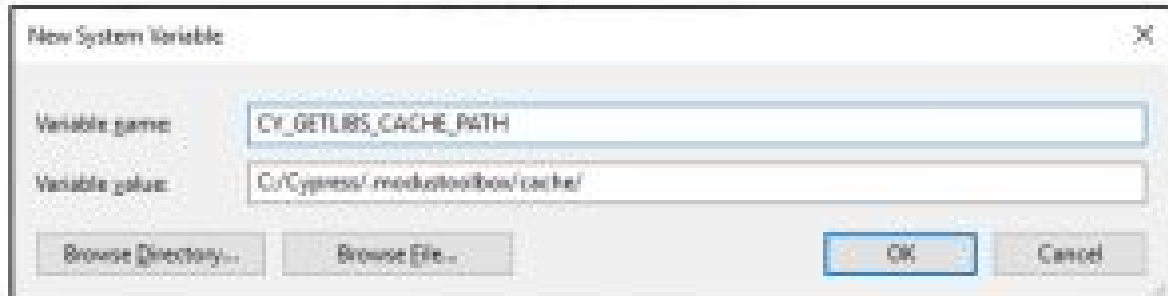 New System Variable
Variable name: CY_GETLIBS_CACHE_PATH
Variable value: C:/Cypress/.modustoolbox/cache/
Browse Directory... Browse File... OK Cancel